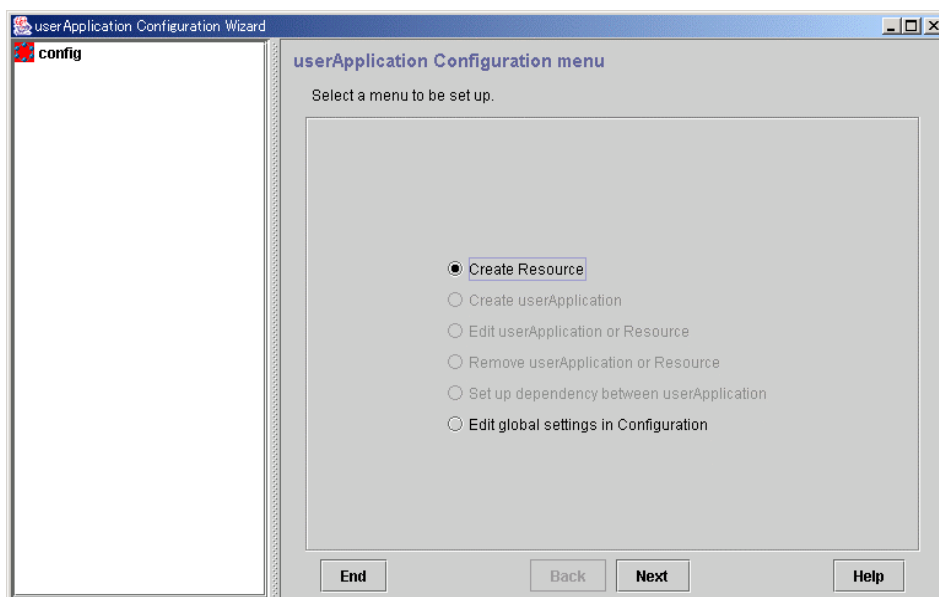 userApplication Configuration Wizard
config
userApplication Configuration menu
Select a menu to be set up.
Create Resource
Create userApplication
Edit userApplication or Resource
Remove userApplication or Resource
Set up dependency between userApplication
Edit global settings in Configuration
End
Back
Next
Help